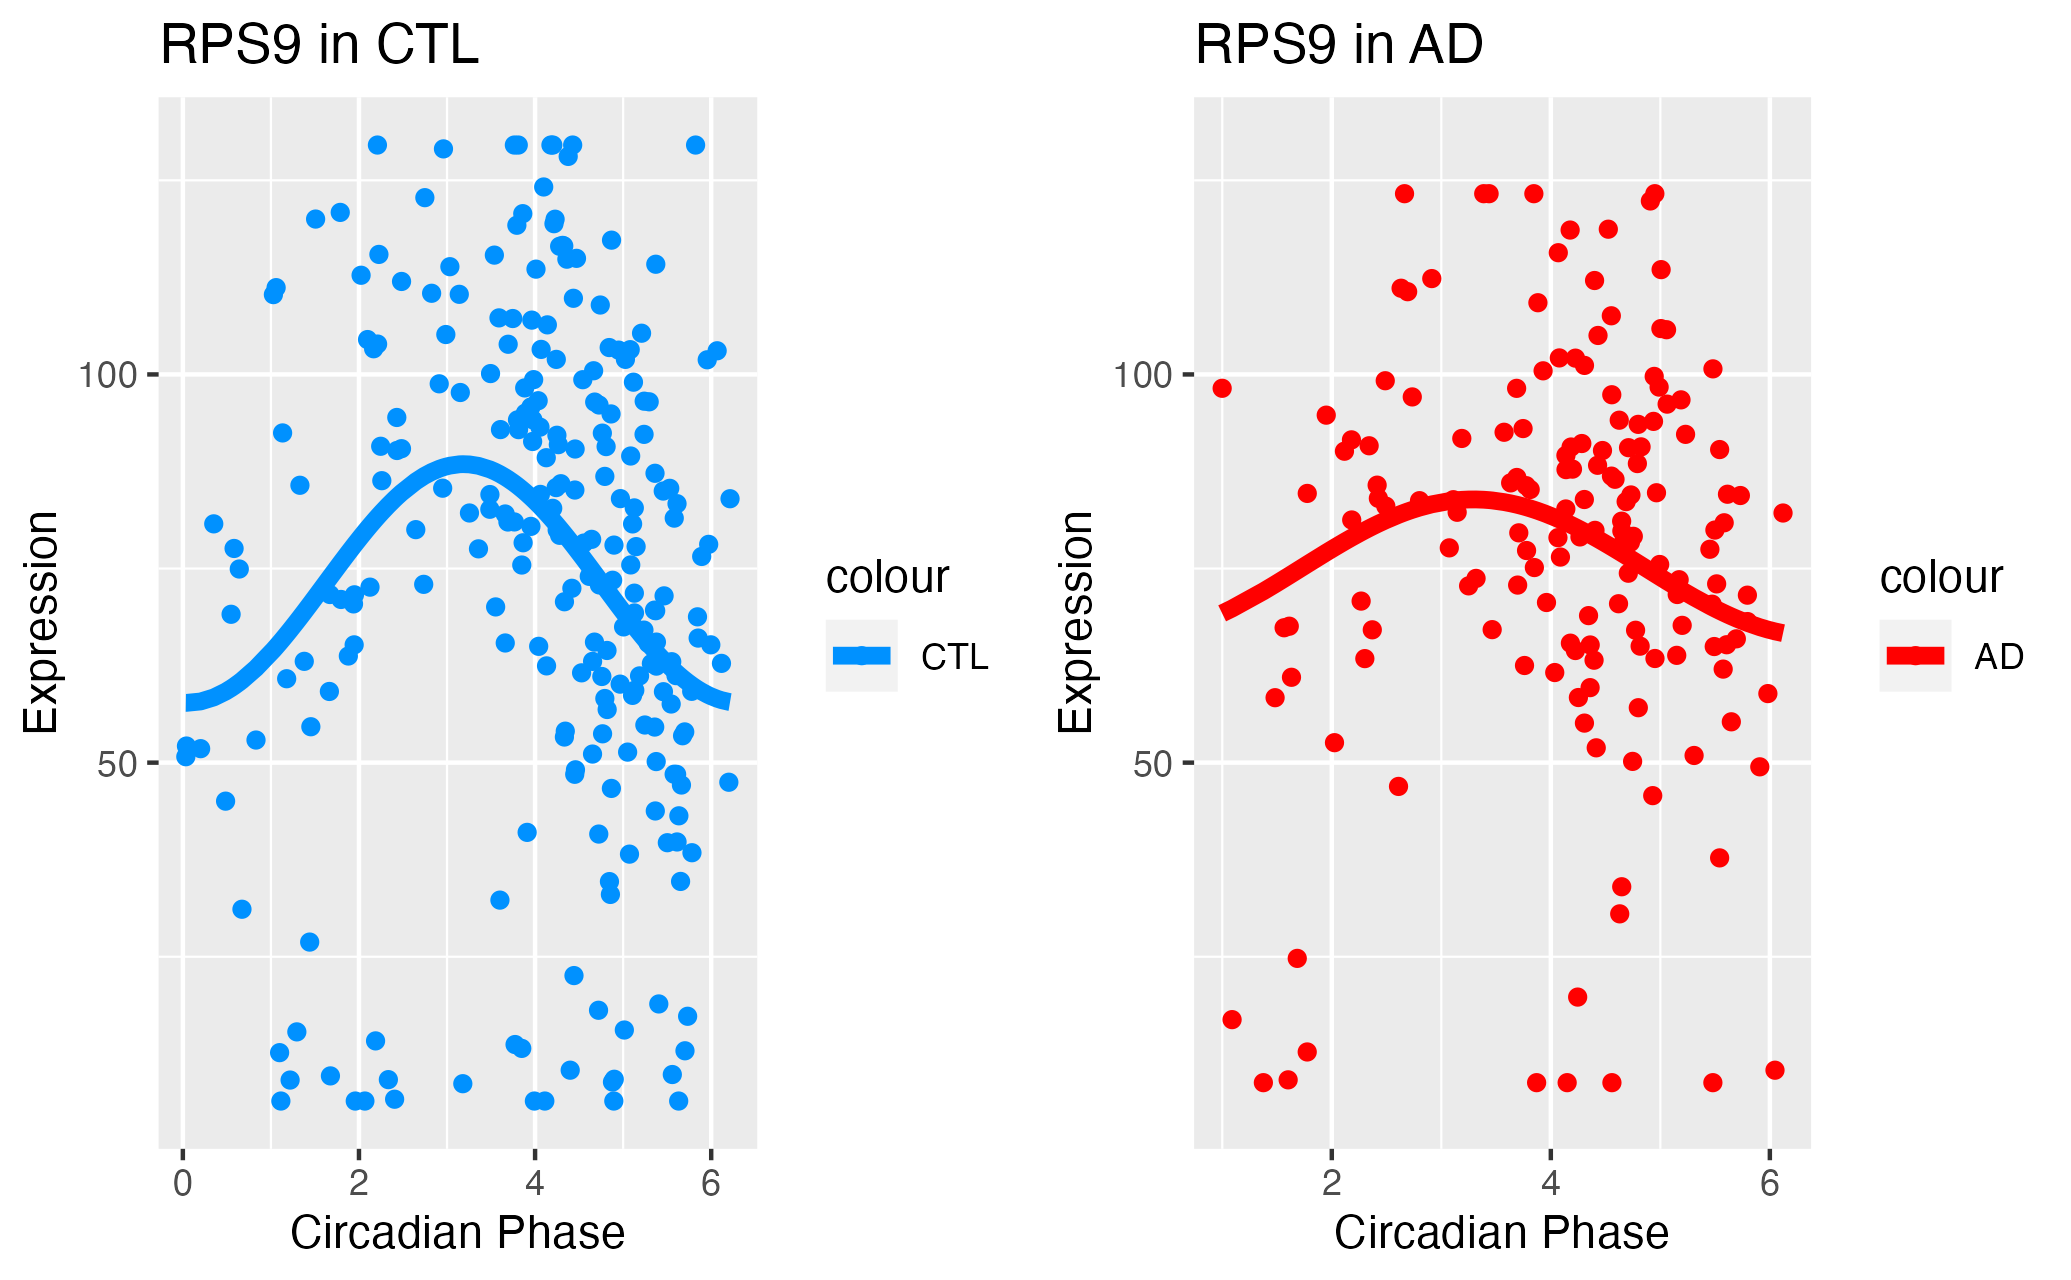 RPS9 in CTL
Expression
100
50
0 2 4 6
Circadian Phase
colour
CTL
RPS9 in AD
Expression
100
50
2 4 6
Circadian Phase
colour
AD